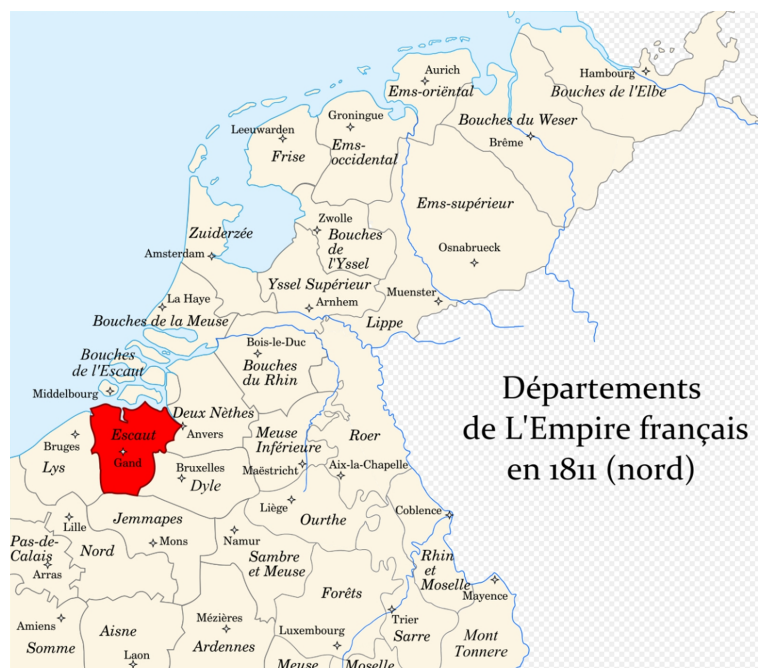 Aurich
Ems-oriëntal
Hambourg
Bouches de l'Elbe
Groningue
Leeuwarden
Bouches du Weser
Brême
Frise
Ems-
occidental
Ems-supérieur
Zwolle
Zuiderzée
Bouches
de
l'Yssel
Osnabrueck
Amsterdam
Yssel Supérieur
La Haye
Muenster
Arnhem
Bouches de la Meuse
Lippe
Bois-le-Duc
Bouches
de l'Escaut
Bouches
du Rhin
Middelbourg
Départements
de L'Empire français
en 1811 (nord)
Deux Nèthes
Escaut
Anvers
Meuse
Inférieure
Roer
Bruges
Gand
Lys
Bruxelles
Dyle
Maëstricht
Aix-la-Chapelle
Liège
Ourthe
Coblence
Jemmapes
Lille
Mons
Namur
Pas-de-
Calais
Nord
Arras
Sambre
et Meuse
Rhin
et
Moselle
Mayence
Forêts
Amiens
Aisne
Mézières
Trier
Luxembourg
Sarre
Mont
Tonnerre
Somme
Ardennes
Laon
Meuse
Moselle